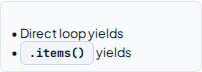 • Direct loop yields
• .items() yields